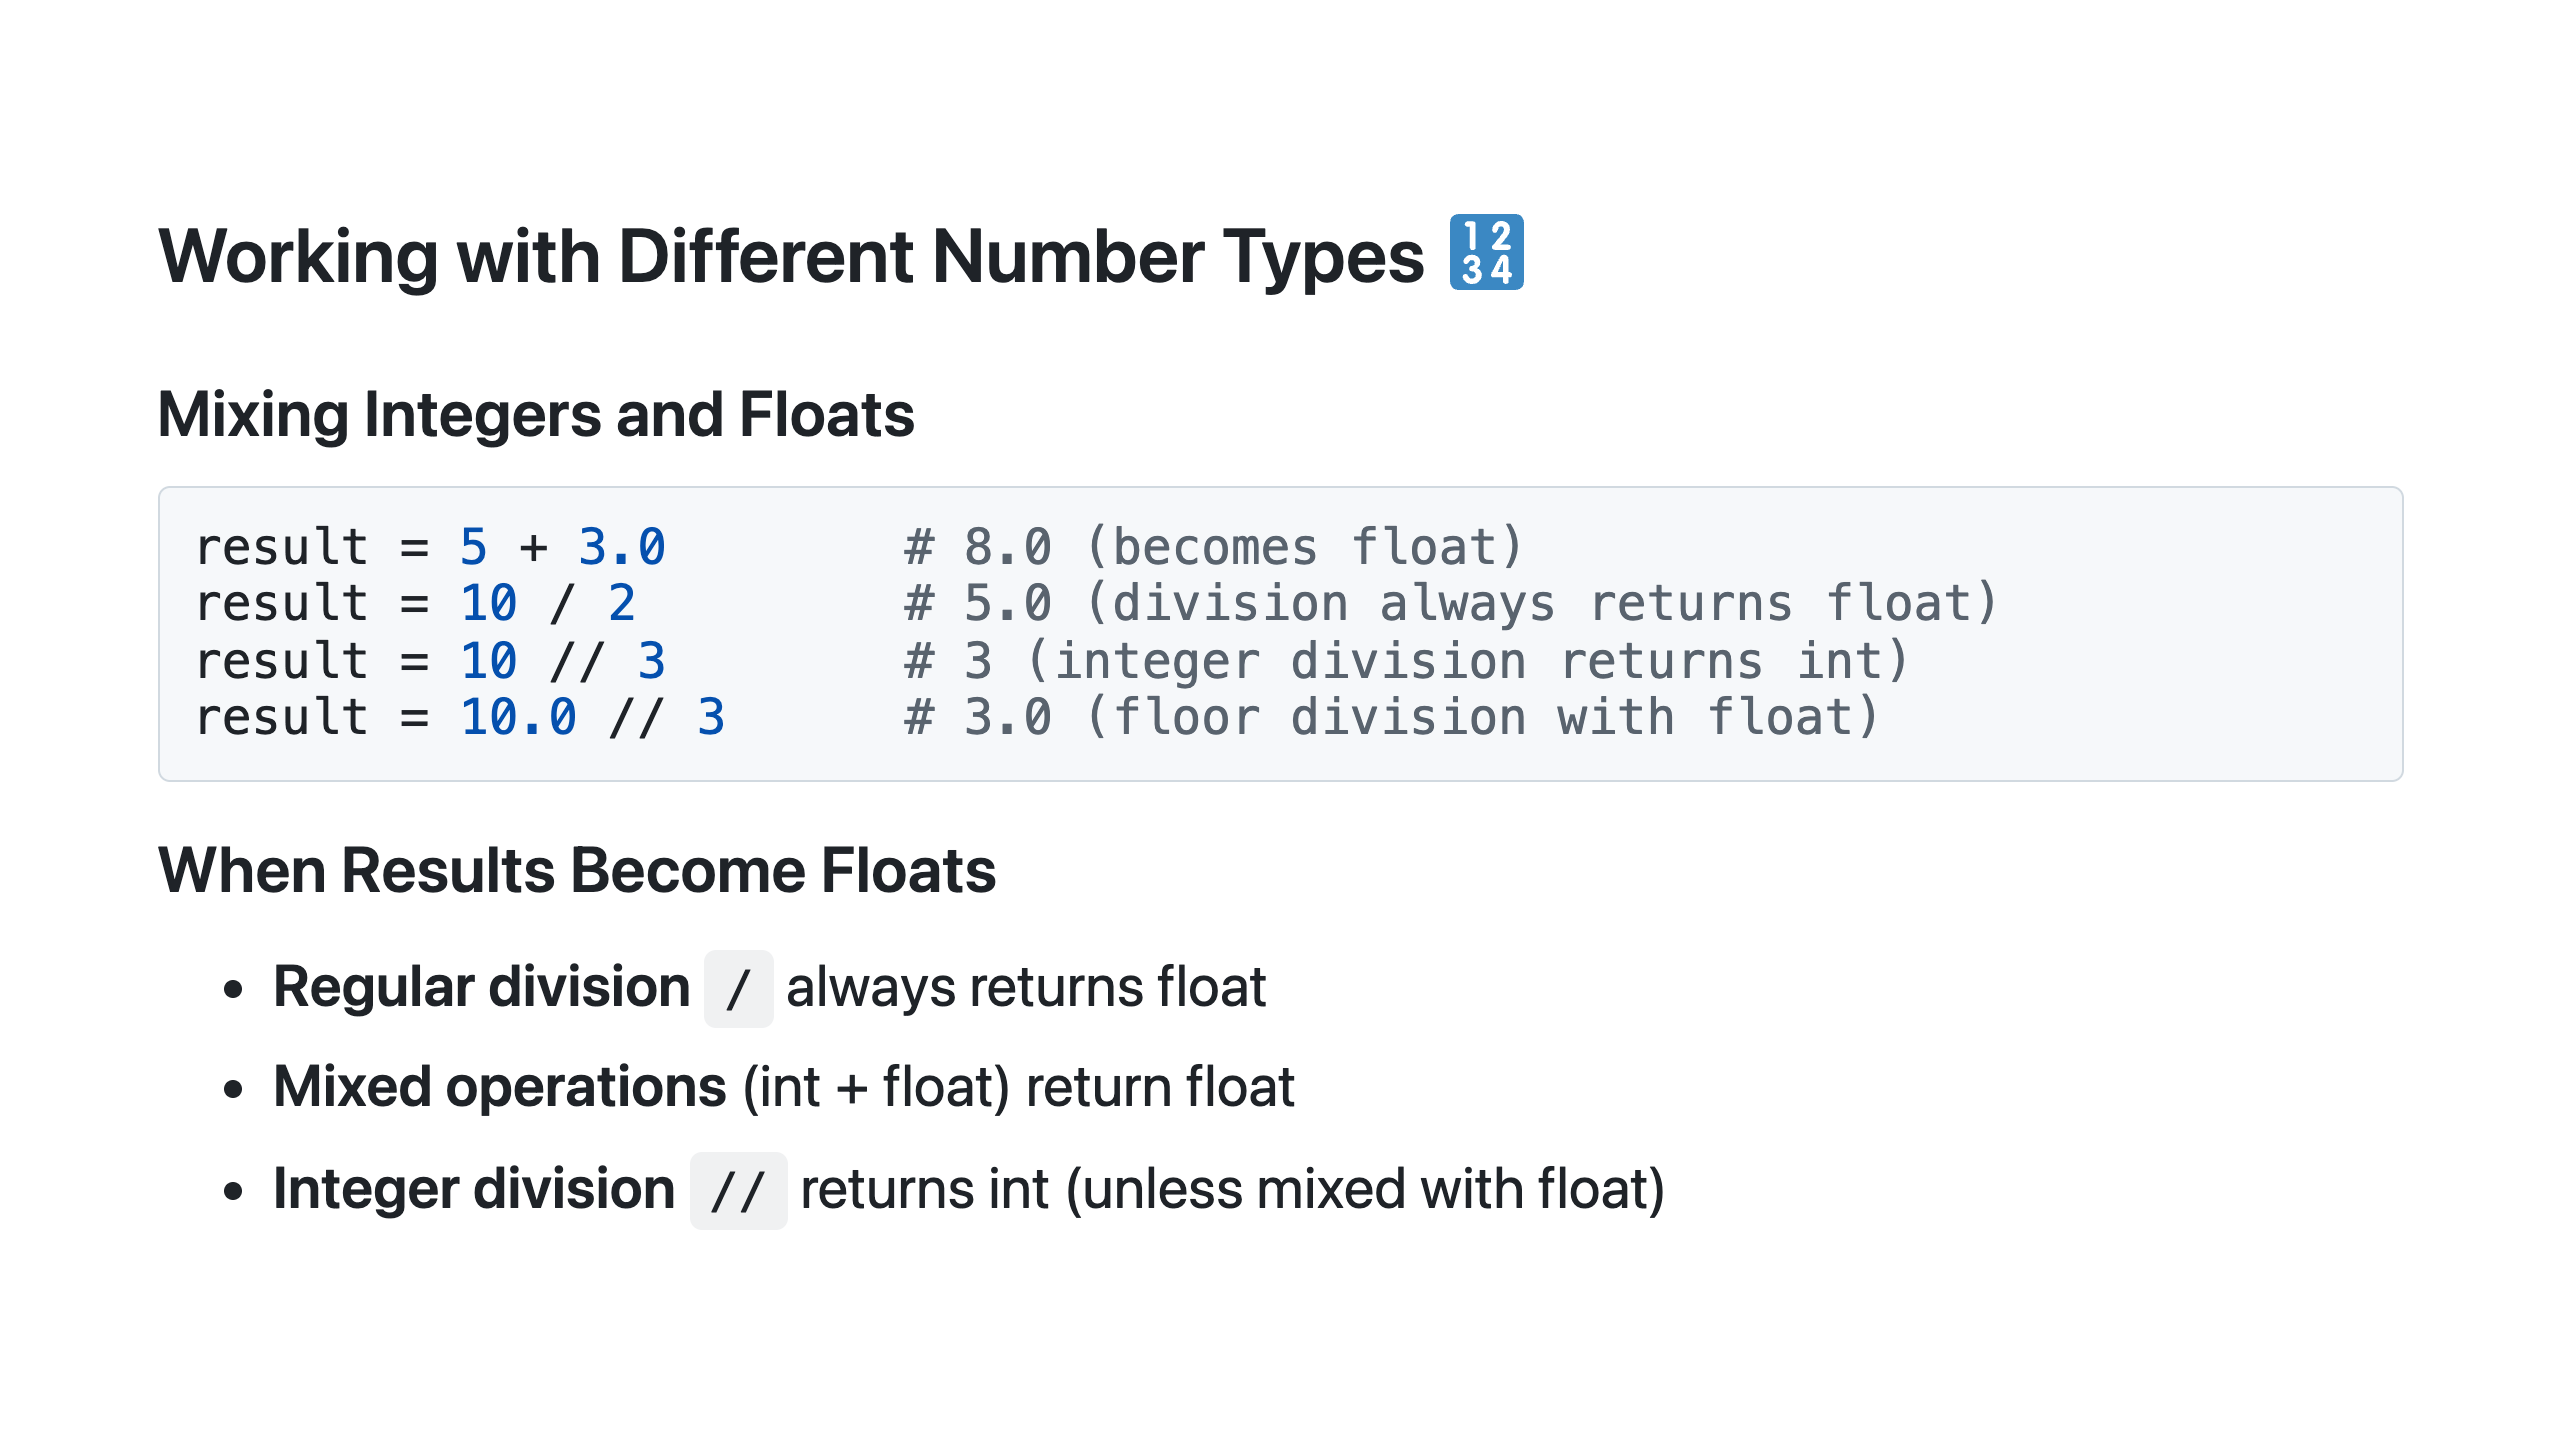 Working with Different Number Types 🔢
Mixing Integers and Floats
result = 5 + 3.0        # 8.0 (becomes float)
result = 10 / 2         # 5.0 (division always returns float)
result = 10 // 3        # 3 (integer division returns int)
result = 10.0 // 3      # 3.0 (floor division with float)
When Results Become Floats
• Regular division / always returns float
• Mixed operations (int + float) return float
• Integer division // returns int (unless mixed with float)